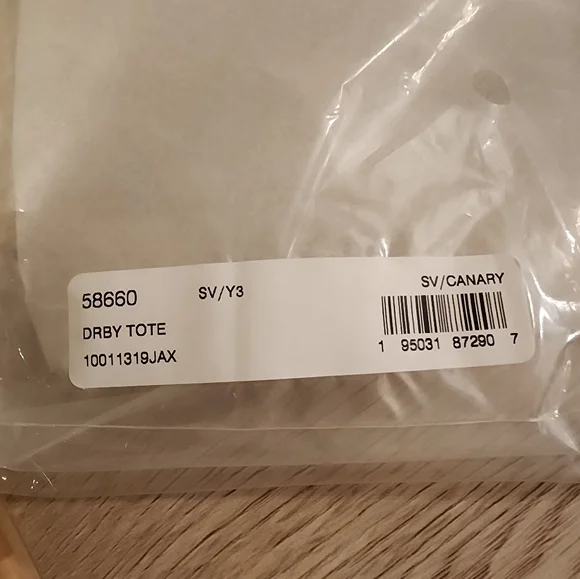 58660 SV/Y3 SV/CANARY
DRBY TOTE
10011319JAX
1 95031 87290 7